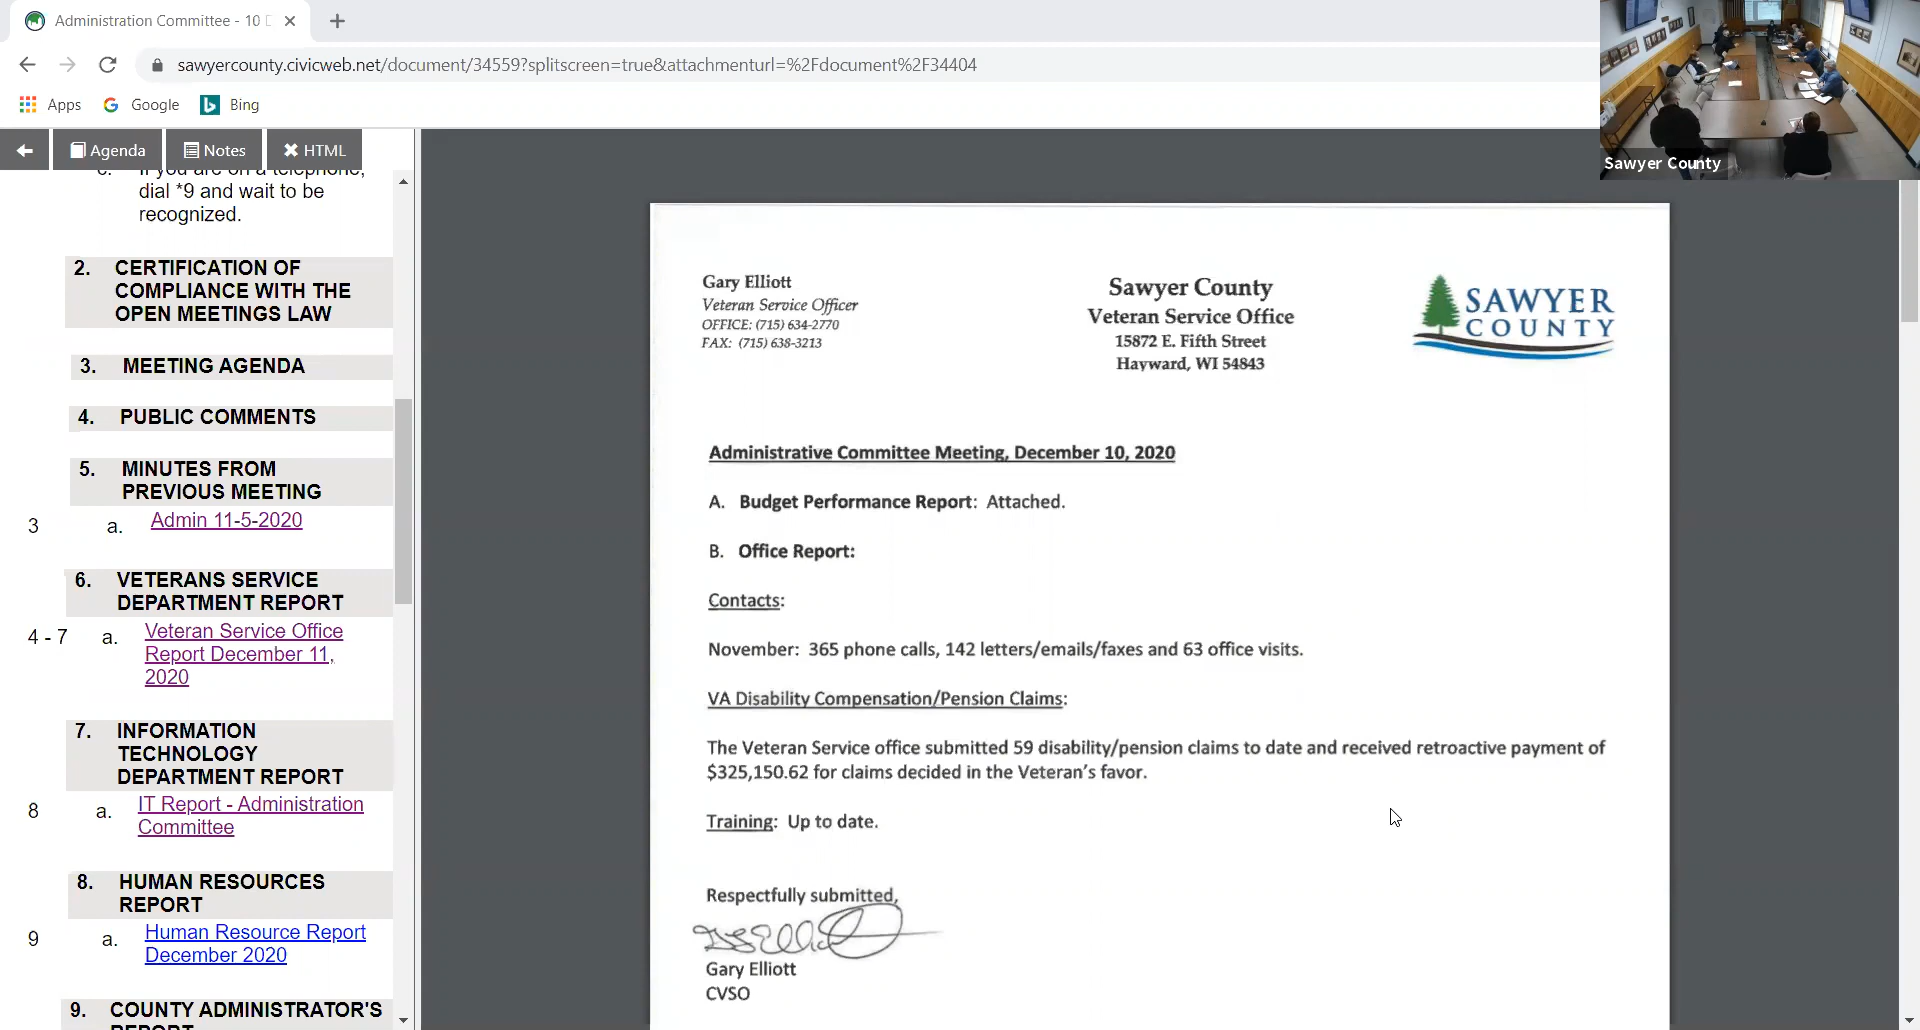 Administration Committee - 10 D
sawyercounty.civicweb.net/document/34559?splitscreen=true&attachmenturl=%2Fdocument%2F34404
Apps Google Bing
Agenda Notes HTML
c. If you are on a telephone,
dial *9 and wait to be
recognized.
2. CERTIFICATION OF
COMPLIANCE WITH THE
OPEN MEETINGS LAW
3. MEETING AGENDA
4. PUBLIC COMMENTS
5. MINUTES FROM
PREVIOUS MEETING
3 a. Admin 11-5-2020
6. VETERANS SERVICE
DEPARTMENT REPORT
4 - 7 a. Veteran Service Office
Report December 11,
2020
7. INFORMATION
TECHNOLOGY
DEPARTMENT REPORT
8 a. IT Report - Administration
Committee
8. HUMAN RESOURCES
REPORT
9 a. Human Resource Report
December 2020
9. COUNTY ADMINISTRATOR'S
REPORT
Gary Elliott
Veteran Service Officer
OFFICE: (715) 634-2770
FAX: (715) 638-3213
Sawyer County
Veteran Service Office
15872 E. Fifth Street
Hayward, WI 54843
SAWYER
COUNTY
Administrative Committee Meeting, December 10, 2020
A. Budget Performance Report: Attached.
B. Office Report:
Contacts:
November: 365 phone calls, 142 letters/emails/faxes and 63 office visits.
VA Disability Compensation/Pension Claims:
The Veteran Service office submitted 59 disability/pension claims to date and received retroactive payment of
$325,150.62 for claims decided in the Veteran's favor.
Training: Up to date.
Respectfully submitted,
Gary Elliott
CVSO
Sawyer County